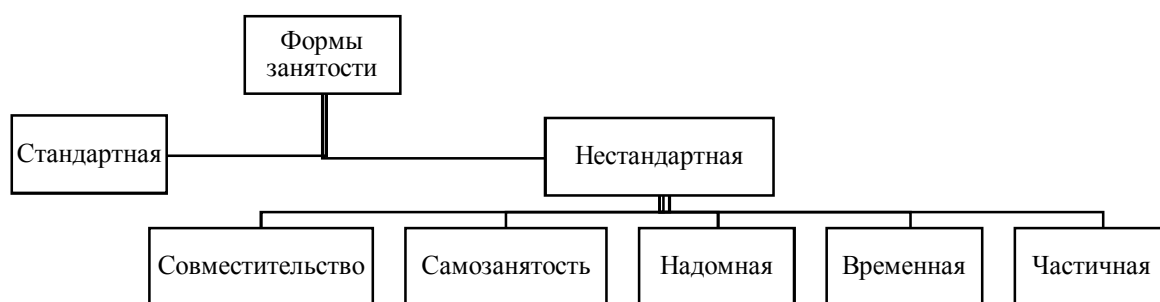 Формы
занятости
Стандартная
Нестандартная
Совместительство
Самозанятость
Надомная
Временная
Частичная